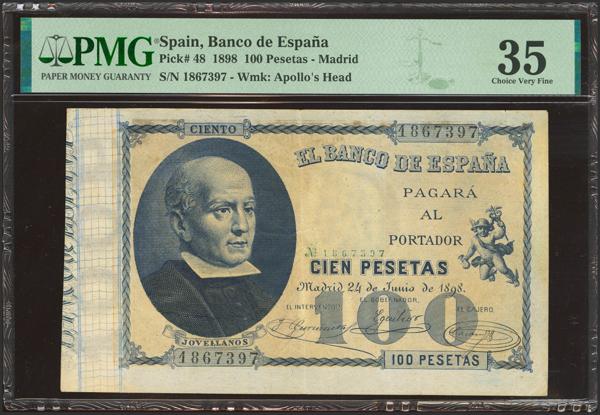 PMG
PAPER MONEY GUARANTY
Spain, Banco de España
Pick# 48 1898 100 Pesetas - Madrid
S/N 1867397 - Wmk: Apollo's Head
35
Choice Very Fine
CIENTO
1867397
EL BANCO DE ESPAÑA
PAGARÁ
AL
PORTADOR
Nº 1867397
CIEN PESETAS
Madrid 24 de Junio de 1898.
EL INTERVENTOR,
EL GOBERNADOR,
EL CAJERO,
100
JOVELLANOS
1867397
100 PESETAS